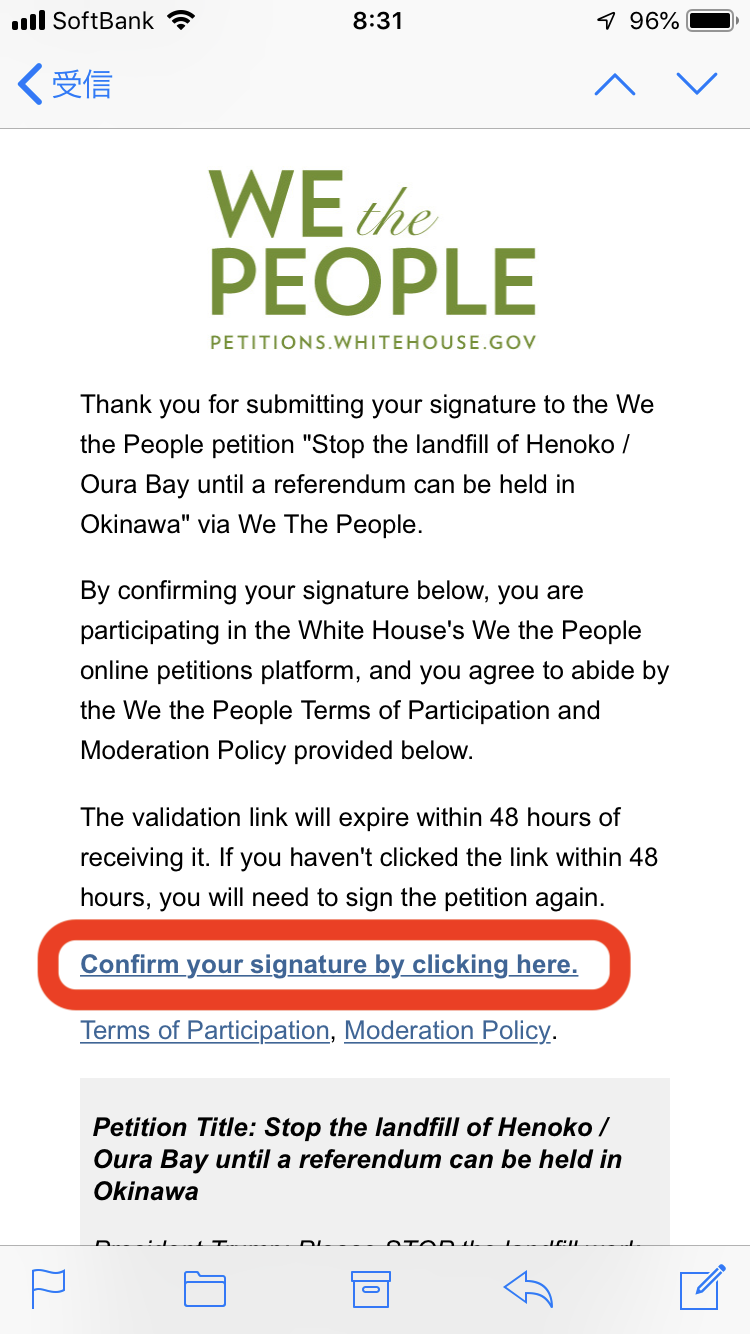 SoftBank 8:31 96%
受信
WE the
PEOPLE
PETITIONS.WHITEHOUSE.GOV
Thank you for submitting your signature to the We
the People petition "Stop the landfill of Henoko /
Oura Bay until a referendum can be held in
Okinawa" via We The People.
By confirming your signature below, you are
participating in the White House's We the People
online petitions platform, and you agree to abide by
the We the People Terms of Participation and
Moderation Policy provided below.
The validation link will expire within 48 hours of
receiving it. If you haven't clicked the link within 48
hours, you will need to sign the petition again.
Confirm your signature by clicking here.
Terms of Participation, Moderation Policy.
Petition Title: Stop the landfill of Henoko /
Oura Bay until a referendum can be held in
Okinawa
President Trump: Please STOP the landfill work